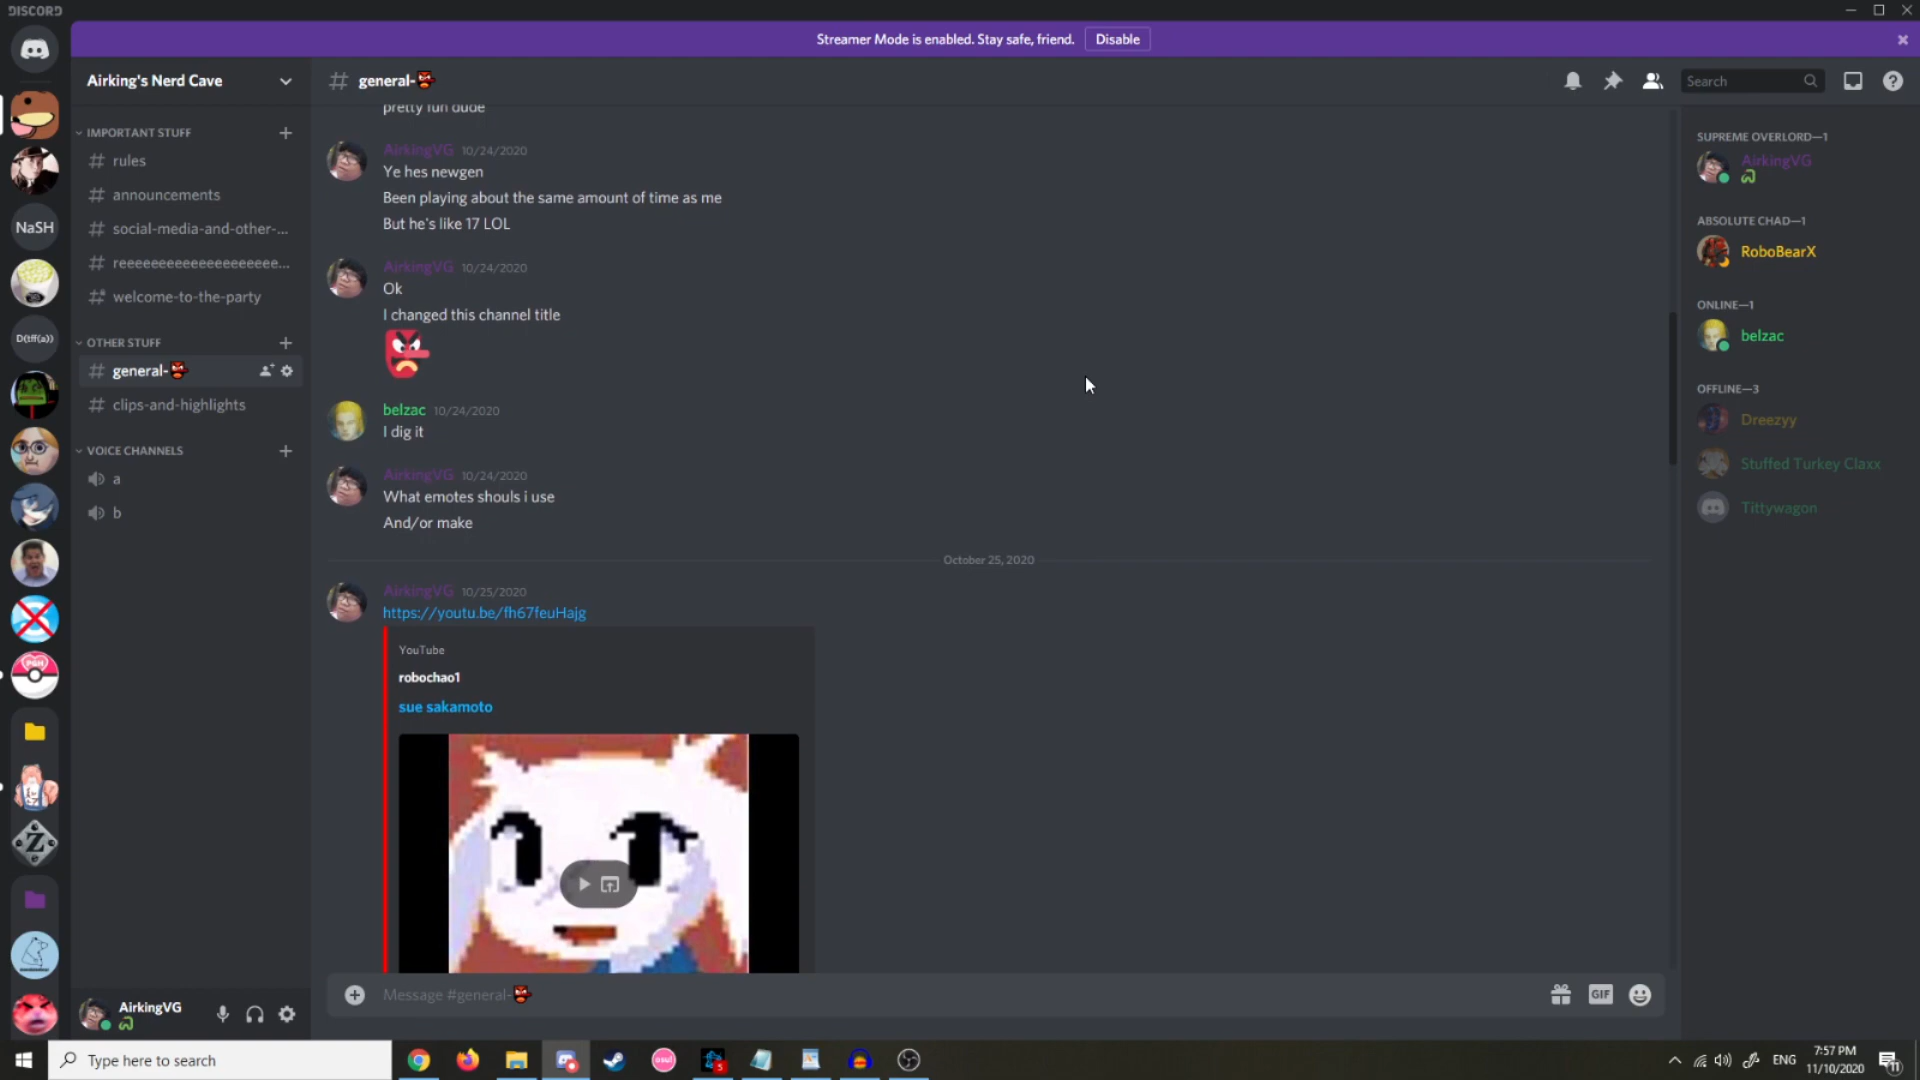 DISCORD
Streamer Mode is enabled. Stay safe, friend.
Disable
Airking's Nerd Cave
general-
Search
IMPORTANT STUFF
rules
announcements
social-media-and-other-...
reeeeeeeeeeeeeeeeeeee...
welcome-to-the-party
OTHER STUFF
general-
clips-and-highlights
VOICE CHANNELS
a
b
NaSH
D(tff(a))
PGH
pretty fun dude
AirkingVG 10/24/2020
Ye hes newgen
Been playing about the same amount of time as me
But he's like 17 LOL
AirkingVG 10/24/2020
Ok
I changed this channel title
belzac 10/24/2020
I dig it
AirkingVG 10/24/2020
What emotes shouls i use
And/or make
October 25, 2020
AirkingVG 10/25/2020
https://youtu.be/fh67feuHajg
YouTube
robochao1
sue sakamoto
Message #general-
GIF
SUPREME OVERLORD—1
AirkingVG
ABSOLUTE CHAD—1
RoboBearX
ONLINE—1
belzac
OFFLINE—3
Dreezyy
Stuffed Turkey Claxx
Tittywagon
AirkingVG
Type here to search
osu!
5
ENG
7:57 PM
11/10/2020
11